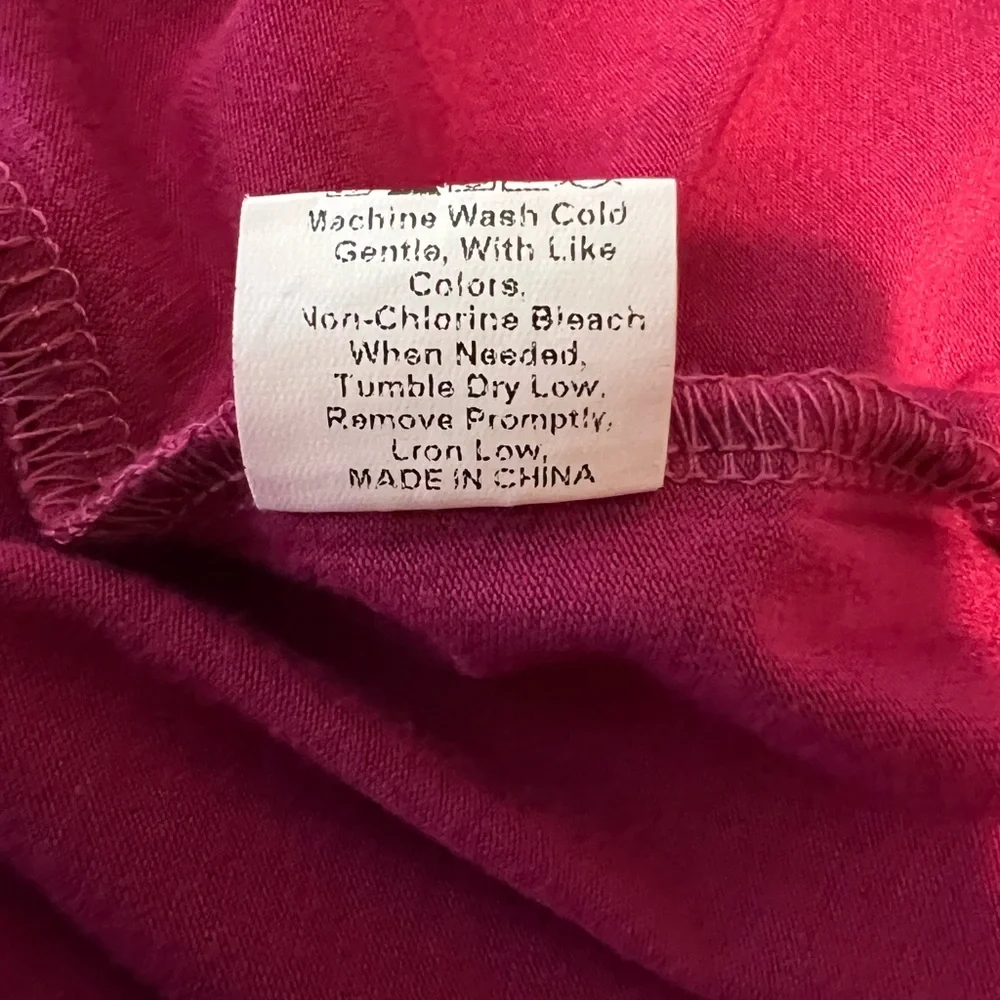 Machine Wash Cold
Gentle, With Like
Colors,
Non-Chlorine Bleach
When Needed,
Tumble Dry Low,
Remove Promptly,
Lron Low,
MADE IN CHINA